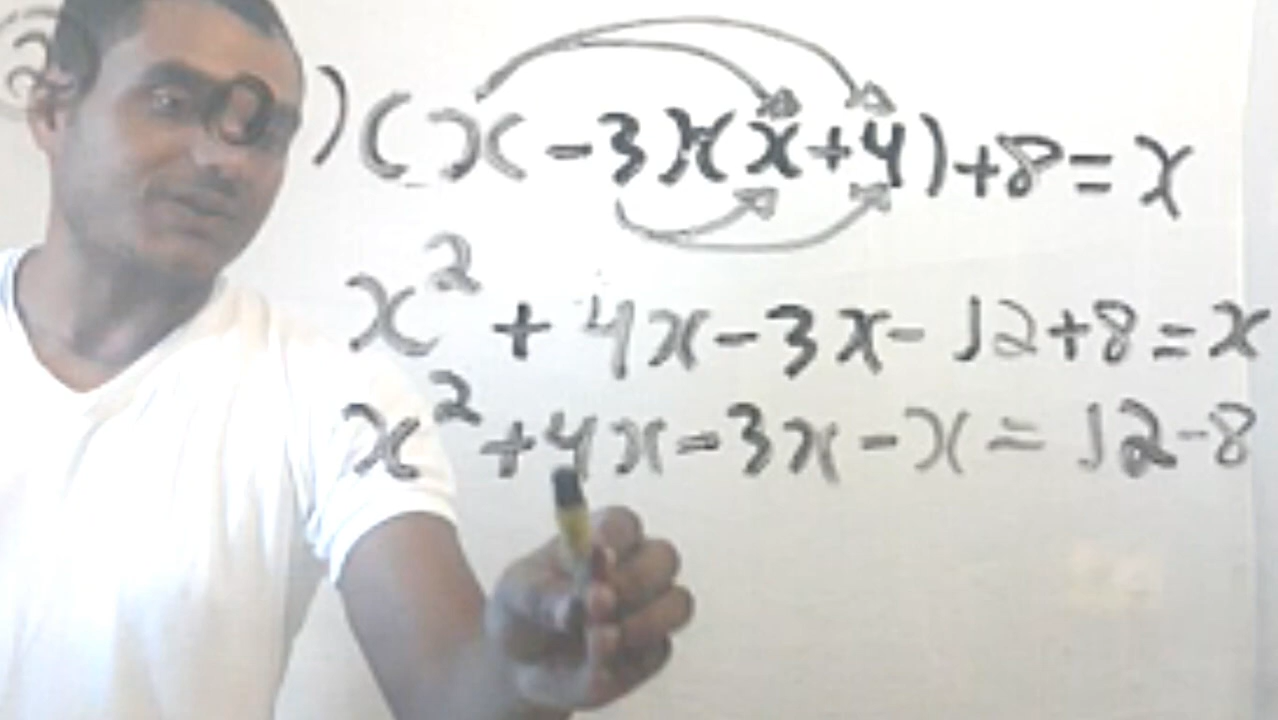 ) (x-3)·(x+4)+8=x
x²+4x-3x-12+8=x
x²+4x-3x-x=12-8